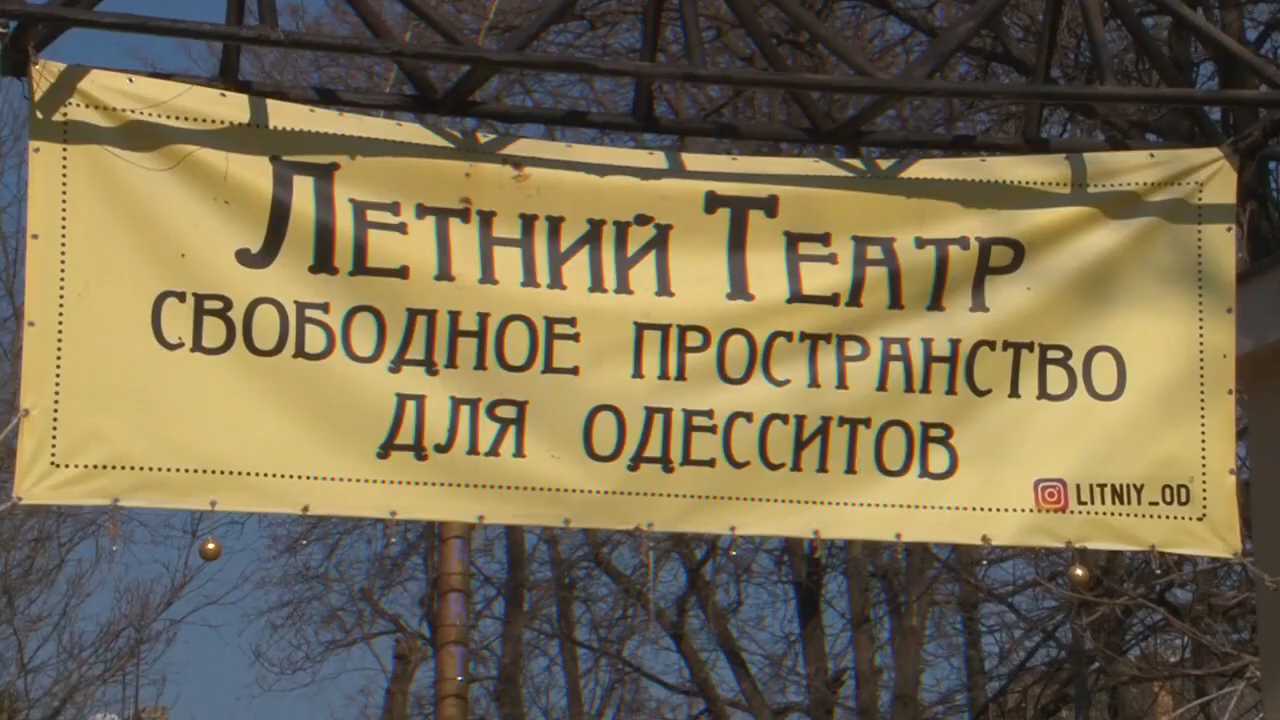 Летний Театр
свободное пространство
для одесситов
LITNIY_OD